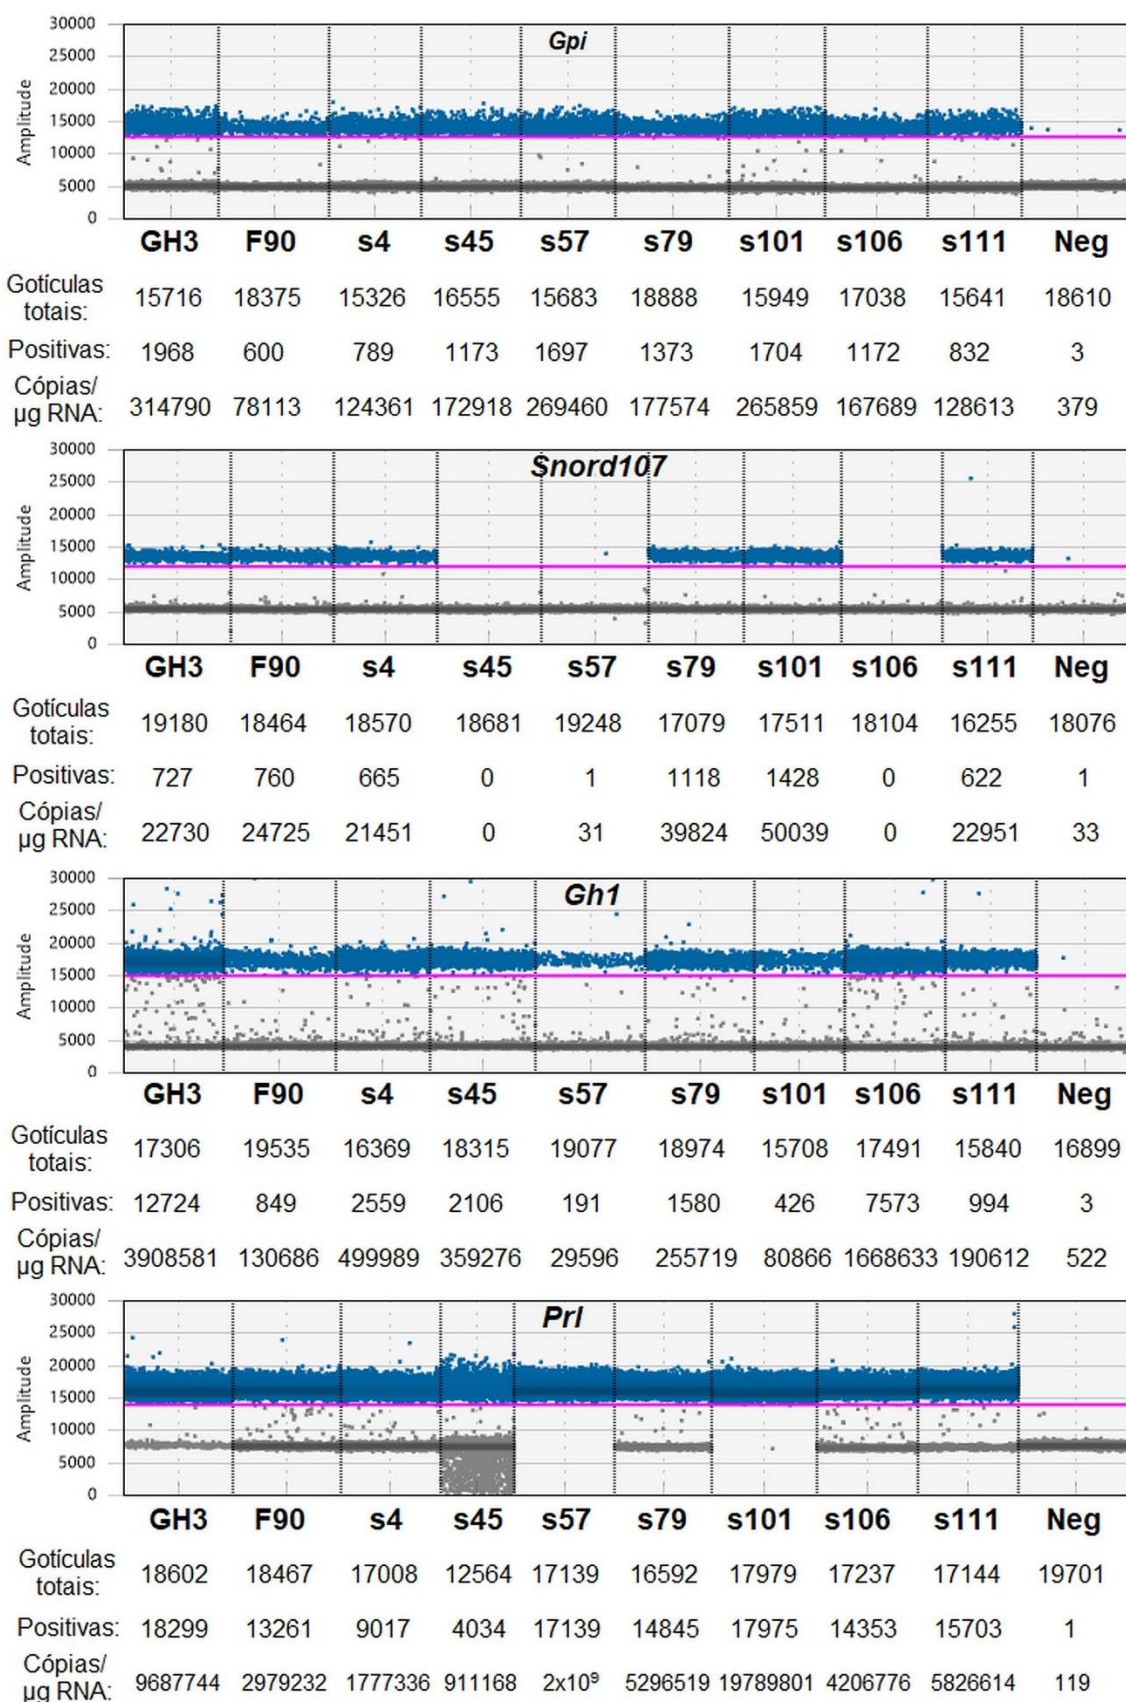 30000
Gpi
25000
20000
15000
10000
5000
0
Amplitude
GH3 F90 s4 s45 s57 s79 s101 s106 s111 Neg
Gotículas
totais: 15716 18375 15326 16555 15683 18888 15949 17038 15641 18610
Positivas: 1968 600 789 1173 1697 1373 1704 1172 832 3
Cópias/
µg RNA: 314790 78113 124361 172918 269460 177574 265859 167689 128613 379
30000
Snord107
25000
20000
15000
10000
5000
0
Amplitude
GH3 F90 s4 s45 s57 s79 s101 s106 s111 Neg
Gotículas
totais: 19180 18464 18570 18681 19248 17079 17511 18104 16255 18076
Positivas: 727 760 665 0 1 1118 1428 0 622 1
Cópias/
µg RNA: 22730 24725 21451 0 31 39824 50039 0 22951 33
30000
Gh1
25000
20000
15000
10000
5000
0
Amplitude
GH3 F90 s4 s45 s57 s79 s101 s106 s111 Neg
Gotículas
totais: 17306 19535 16369 18315 19077 18974 15708 17491 15840 16899
Positivas: 12724 849 2559 2106 191 1580 426 7573 994 3
Cópias/
µg RNA: 3908581 130686 499989 359276 29596 255719 80866 1668633 190612 522
30000
Prl
25000
20000
15000
10000
5000
0
Amplitude
GH3 F90 s4 s45 s57 s79 s101 s106 s111 Neg
Gotículas
totais: 18602 18467 17008 12564 17139 16592 17979 17237 17144 19701
Positivas: 18299 13261 9017 4034 17139 14845 17975 14353 15703 1
Cópias/
µg RNA: 9687744 2979232 1777336 911168 2x10⁹ 5296519 19789801 4206776 5826614 119